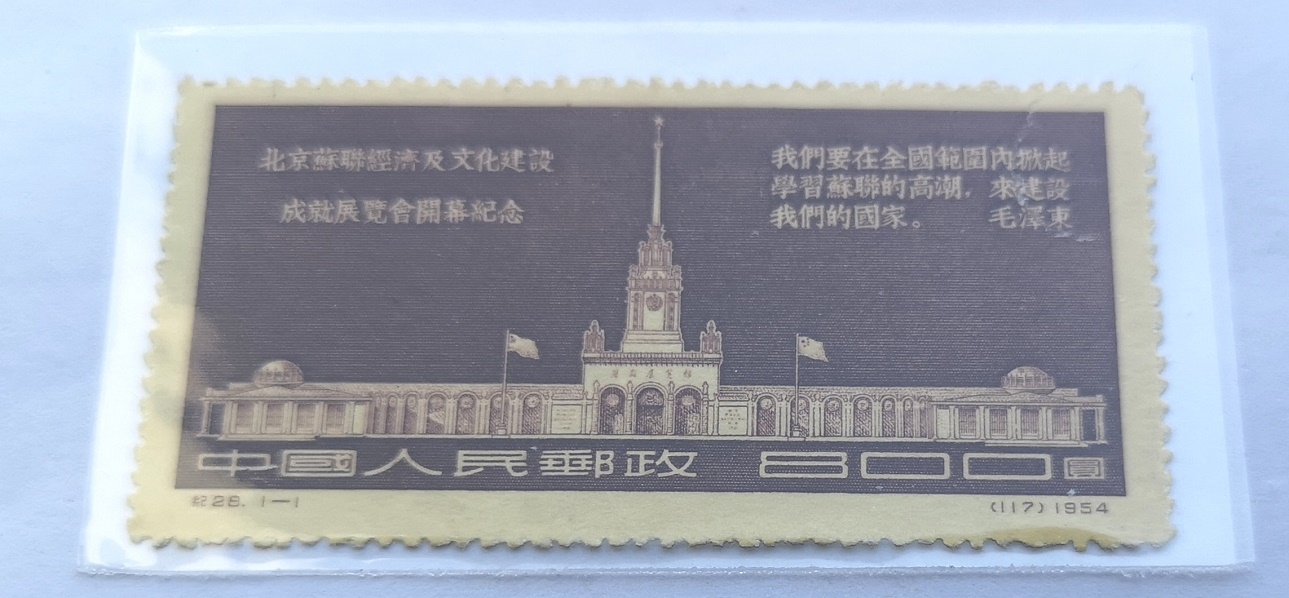 北京蘇聯經濟及文化建設
成就展覽會開幕紀念
我們要在全國範圍內掀起
學習蘇聯的高潮，來建設
我們的國家。 毛澤東
中國人民郵政 800圓
紀28. 1—1
(117) 1954